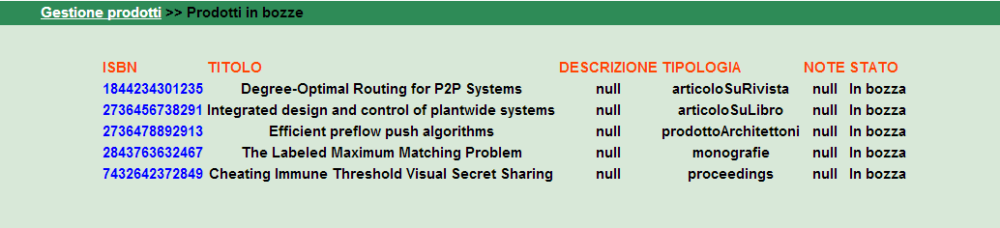 Gestione prodotti >> Prodotti in bozze
ISBN TITOLO DESCRIZIONE TIPOLOGIA NOTE STATO
1844234301235 Degree-Optimal Routing for P2P Systems null articoloSuRivista null In bozza
2736456738291 Integrated design and control of plantwide systems null articoloSuLibro null In bozza
2736478892913 Efficient preflow push algorithms null prodottoArchitettoni null In bozza
2843763632467 The Labeled Maximum Matching Problem null monografie null In bozza
7432642372849 Cheating Immune Threshold Visual Secret Sharing null proceedings null In bozza